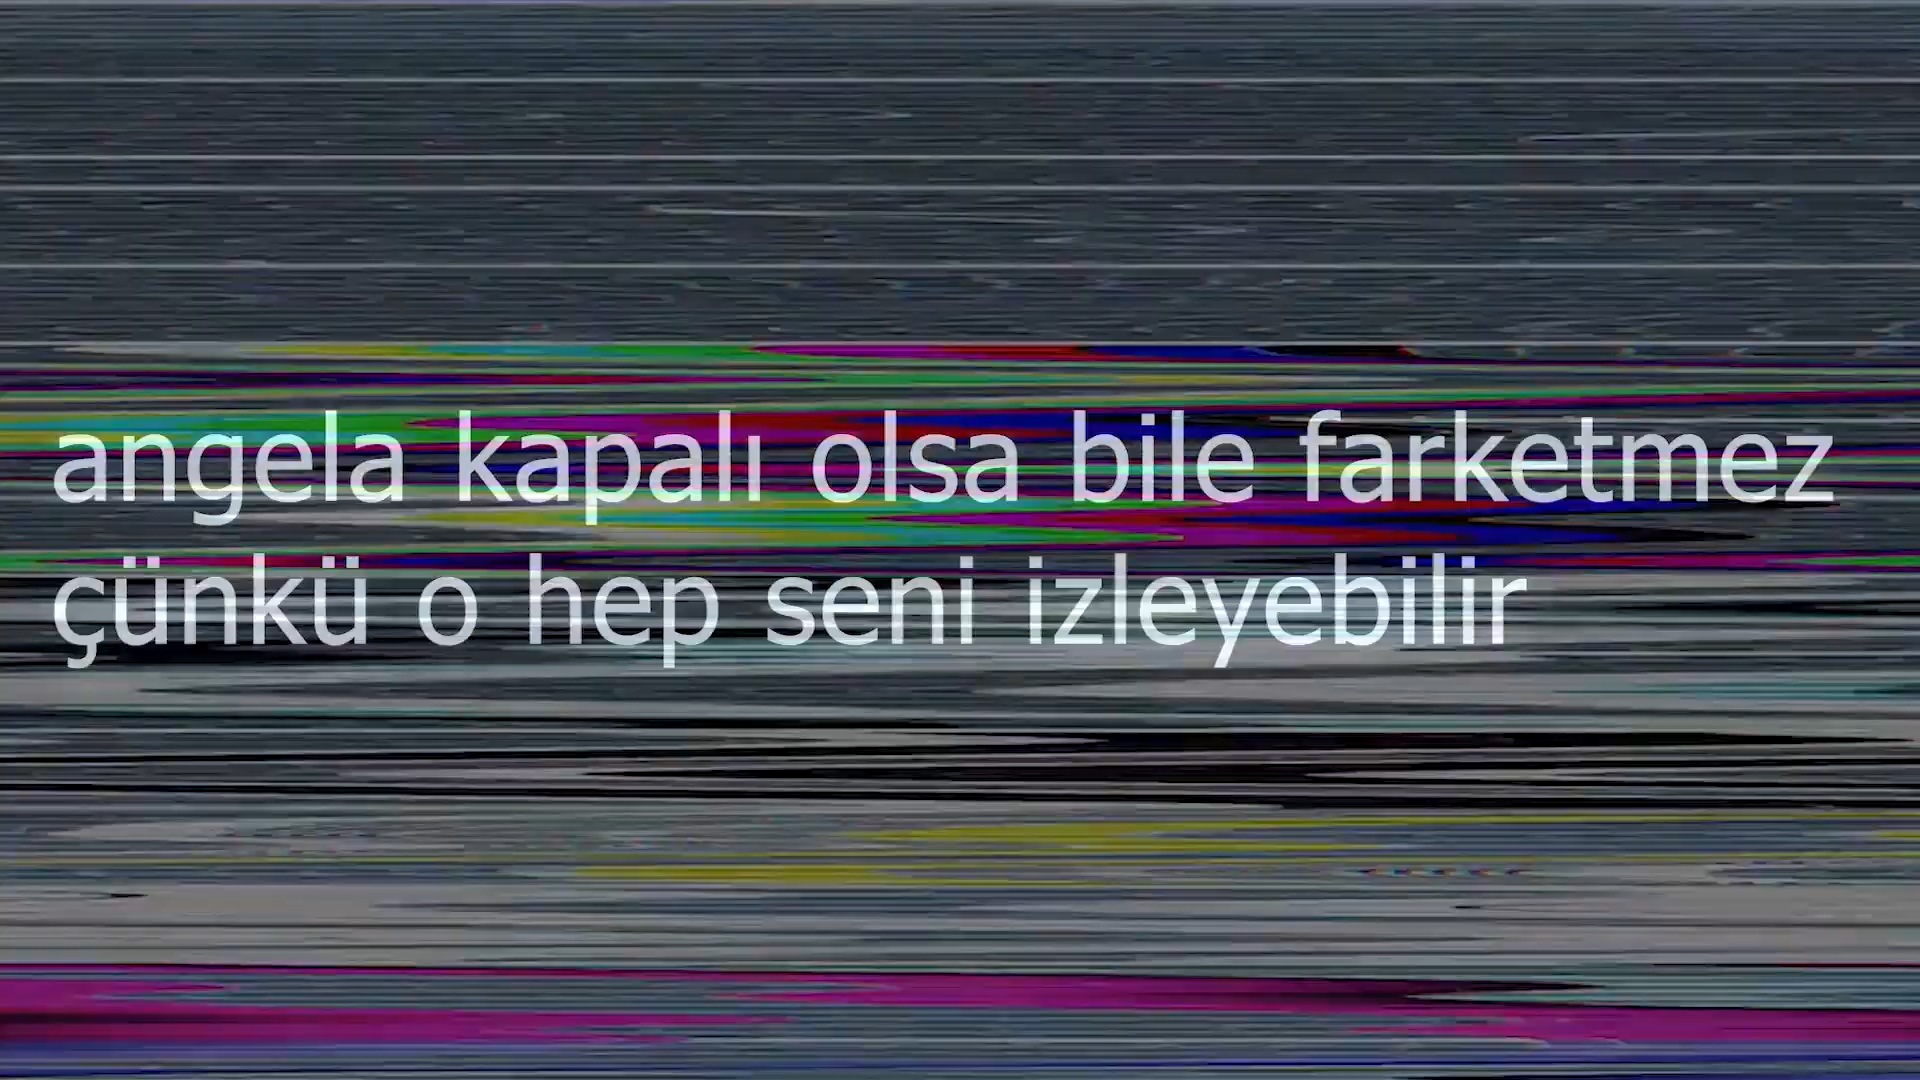 angela kapalı olsa bile farketmez
çünkü o hep seni izleyebilir